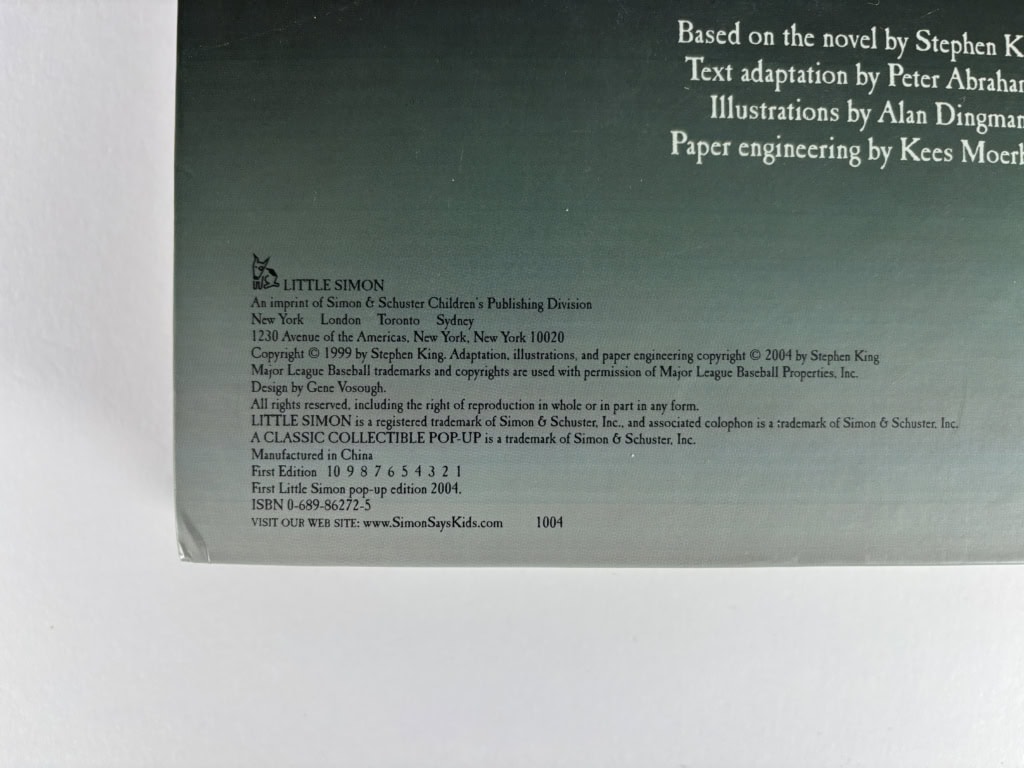 Based on the novel by Stephen K
Text adaptation by Peter Abraham
Illustrations by Alan Dingman
Paper engineering by Kees Moerb
LITTLE SIMON
An imprint of Simon & Schuster Children's Publishing Division
New York London Toronto Sydney
1230 Avenue of the Americas, New York, New York 10020
Copyright © 1999 by Stephen King. Adaptation, illustrations, and paper engineering copyright © 2004 by Stephen King
Major League Baseball trademarks and copyrights are used with permission of Major League Baseball Properties, Inc.
Design by Gene Vosough.
All rights reserved, including the right of reproduction in whole or in part in any form.
LITTLE SIMON is a registered trademark of Simon & Schuster, Inc., and associated colophon is a trademark of Simon & Schuster, Inc.
A CLASSIC COLLECTIBLE POP-UP is a trademark of Simon & Schuster, Inc.
Manufactured in China
First Edition 10 9 8 7 6 5 4 3 2 1
First Little Simon pop-up edition 2004.
ISBN 0-689-86272-5
VISIT OUR WEB SITE: www.SimonSaysKids.com 1004